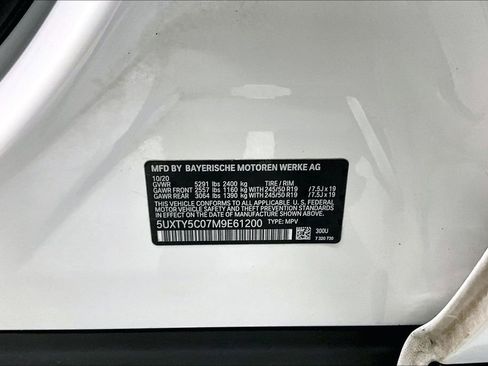 MFD BY BAYERISCHE MOTOREN WERKE AG
10/20
GVWR 5291 lbs 2400 kg TIRE / RIM
GAWR FRONT 2557 lbs 1160 kg WITH 245/50 R19 /7.5J x 19
GAWR REAR 3064 lbs 1390 kg WITH 245/50 R19 /7.5J x 19
THIS VEHICLE CONFORMS TO ALL APPLICABLE U.S. FEDERAL
MOTOR VEHICLE SAFETY AND THEFT PREVENTION STANDARDS
IN EFFECT ON THE DATE OF MANUFACTURE SHOWN ABOVE.
5UXTY5C07M9E61200 TYPE: MPV
300U